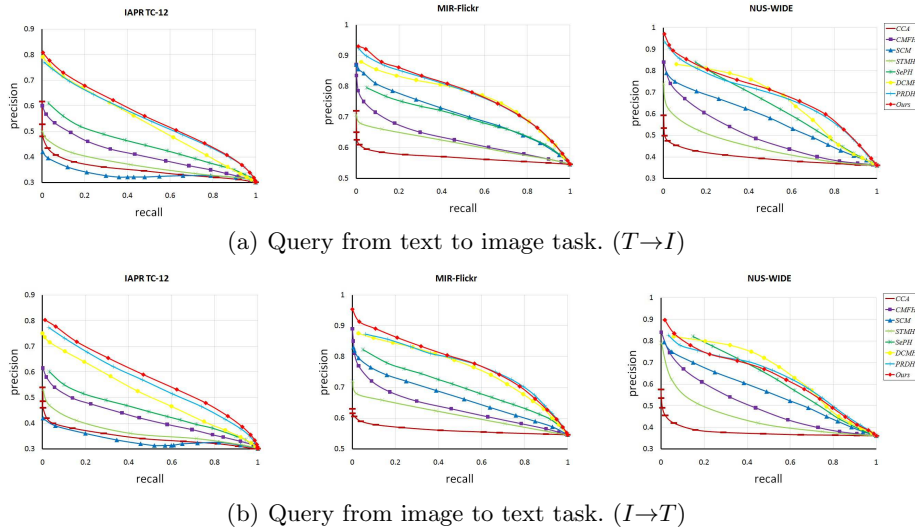 IAPR TC-12
MIR-Flickr
NUS-WIDE
precision
0.9
0.8
0.7
0.6
0.5
0.4
0.3
0 0.2 0.4 0.6 0.8 1
recall
precision
1
0.9
0.8
0.7
0.6
0.5
0 0.2 0.4 0.6 0.8 1
recall
precision
1
0.9
0.8
0.7
0.6
0.5
0.4
0.3
0 0.2 0.4 0.6 0.8 1
recall
CCA
CMFH
SCM
STMH
SePH
DCMH
PRDH
Ours
(a) Query from text to image task. (T→I)
IAPR TC-12
MIR-Flickr
NUS-WIDE
precision
0.9
0.8
0.7
0.6
0.5
0.4
0.3
0 0.2 0.4 0.6 0.8 1
recall
precision
1
0.9
0.8
0.7
0.6
0.5
0 0.2 0.4 0.6 0.8 1
recall
precision
1
0.9
0.8
0.7
0.6
0.5
0.4
0.3
0 0.2 0.4 0.6 0.8 1
recall
CCA
CMFH
SCM
STMH
SePH
DCMH
PRDH
Ours
(b) Query from image to text task. (I→T)